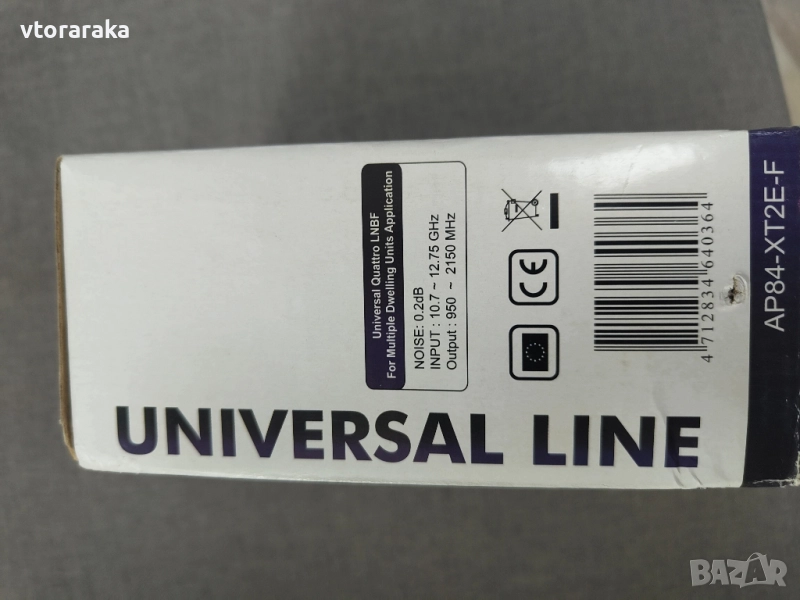 vtoraraka
Universal Quattro LNBF
For Multiple Dwelling Units Application
NOISE: 0.2dB
INPUT : 10.7 ~ 12.75 GHz
Output : 950 ~ 2150 MHz
CE
4 712834 640364
AP84-XT2E-F
UNIVERSAL LINE
BAZAR